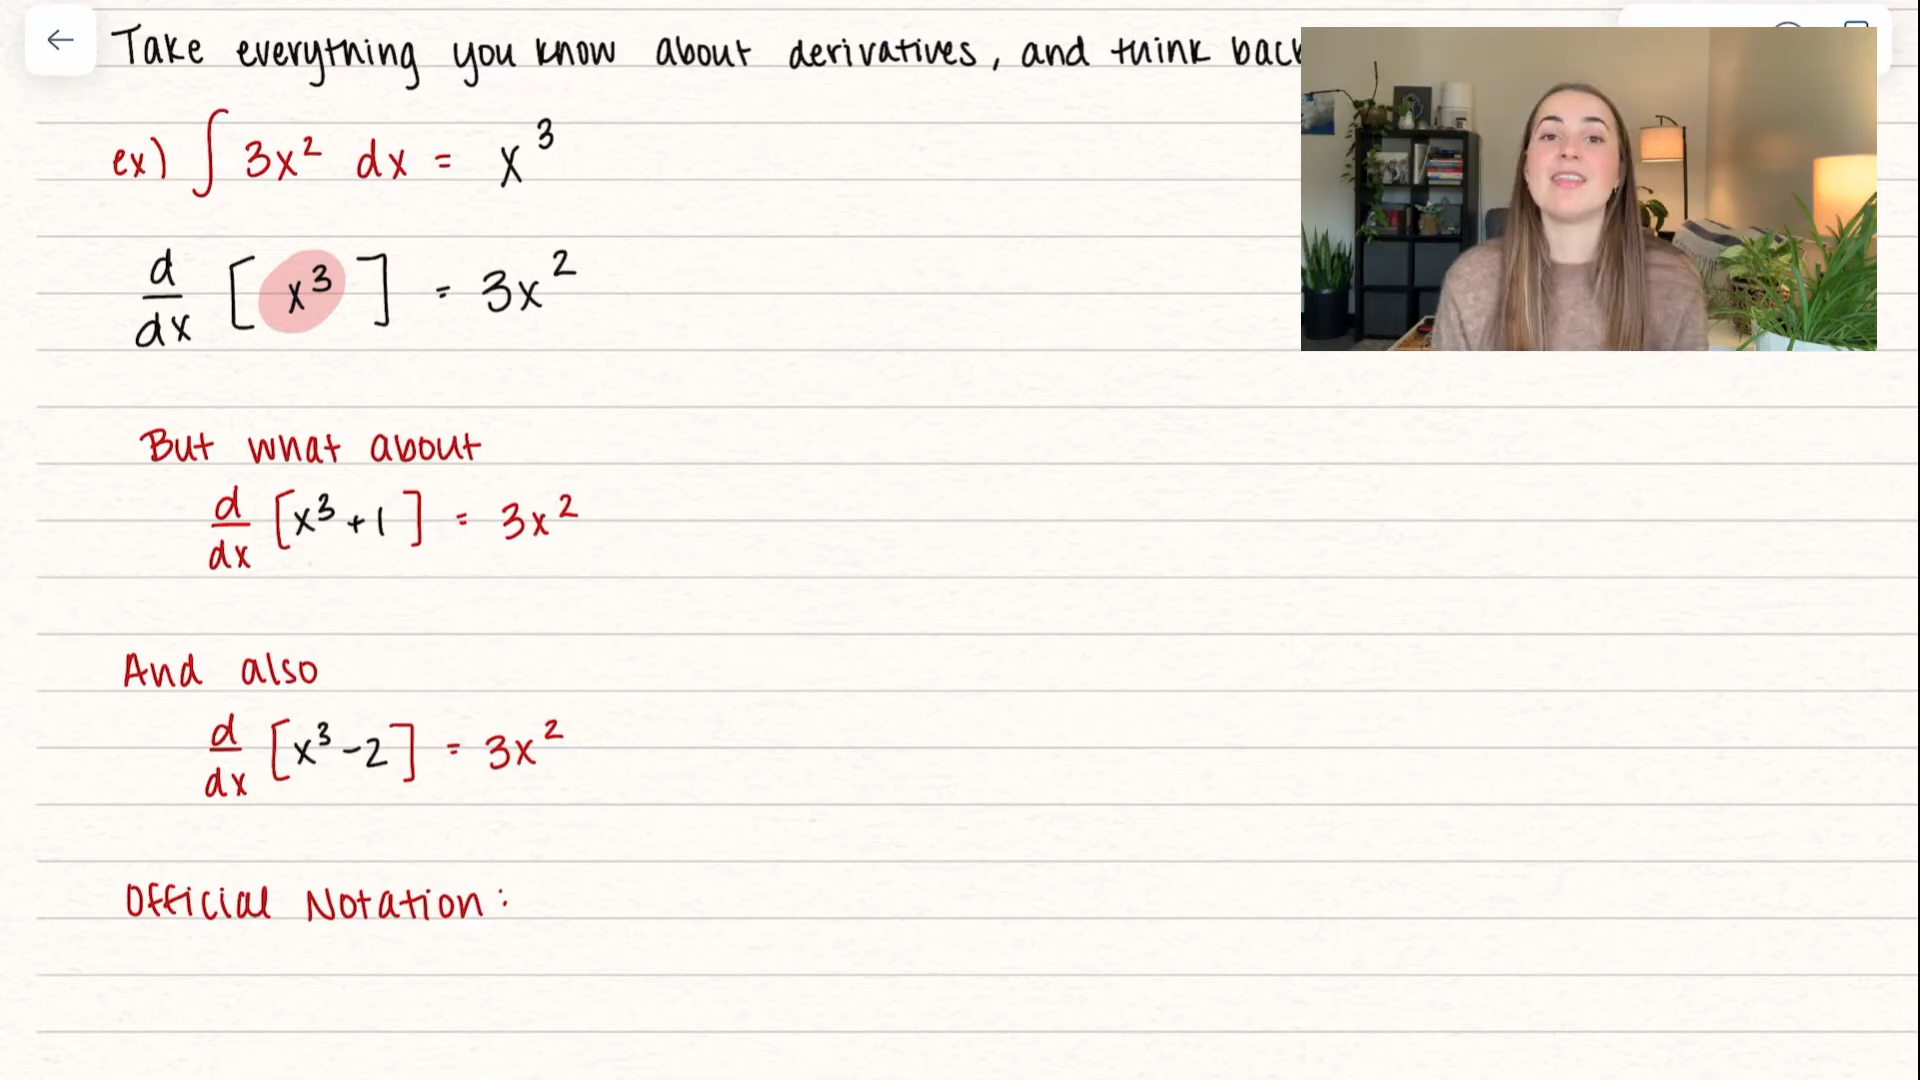 Take everything you know about derivatives, and think back
ex) ∫ 3x² dx = x³
d/dx [x³] = 3x²
But what about
d/dx [x³+1] = 3x²
And also
d/dx [x³-2] = 3x²
Official Notation: